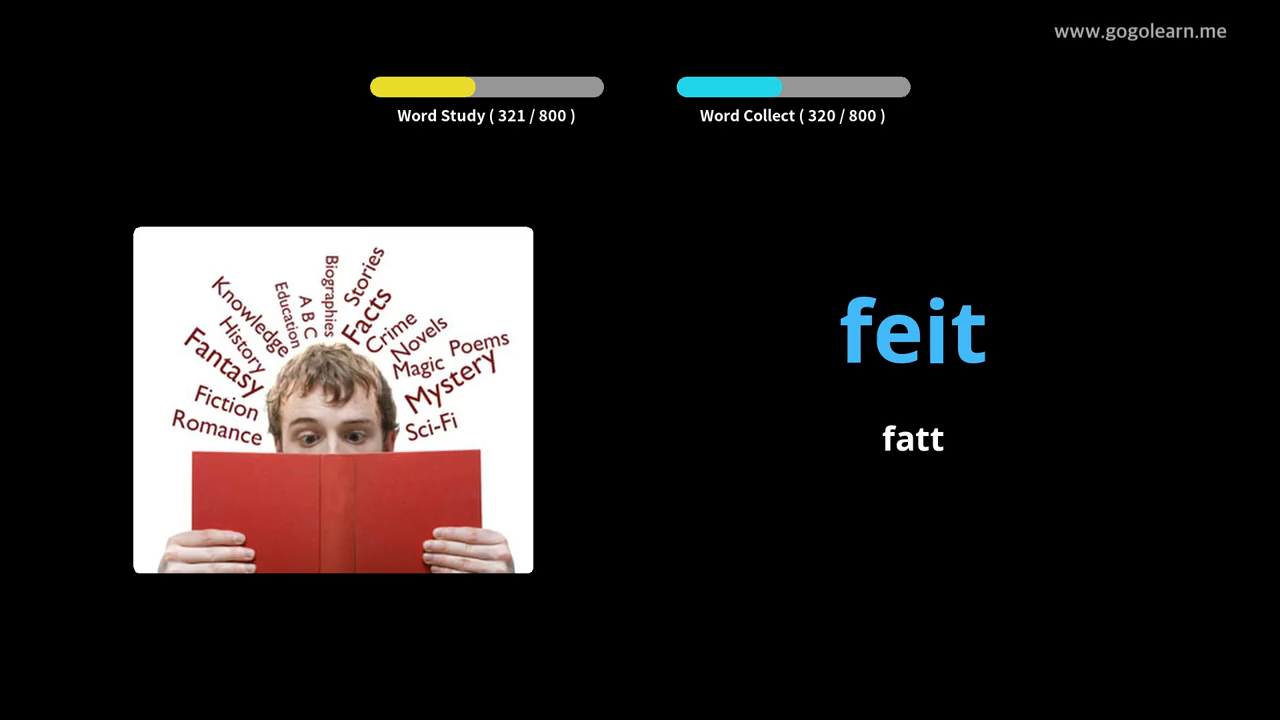 www.gogolearn.me
Word Study ( 321 / 800 )
Word Collect ( 320 / 800 )
Biographies
Stories
Education
A B C
Facts
Knowledge
Crime
History
Novels
Poems
Fantasy
Magic
Mystery
Fiction
Romance
Sci-Fi
feit
fatt